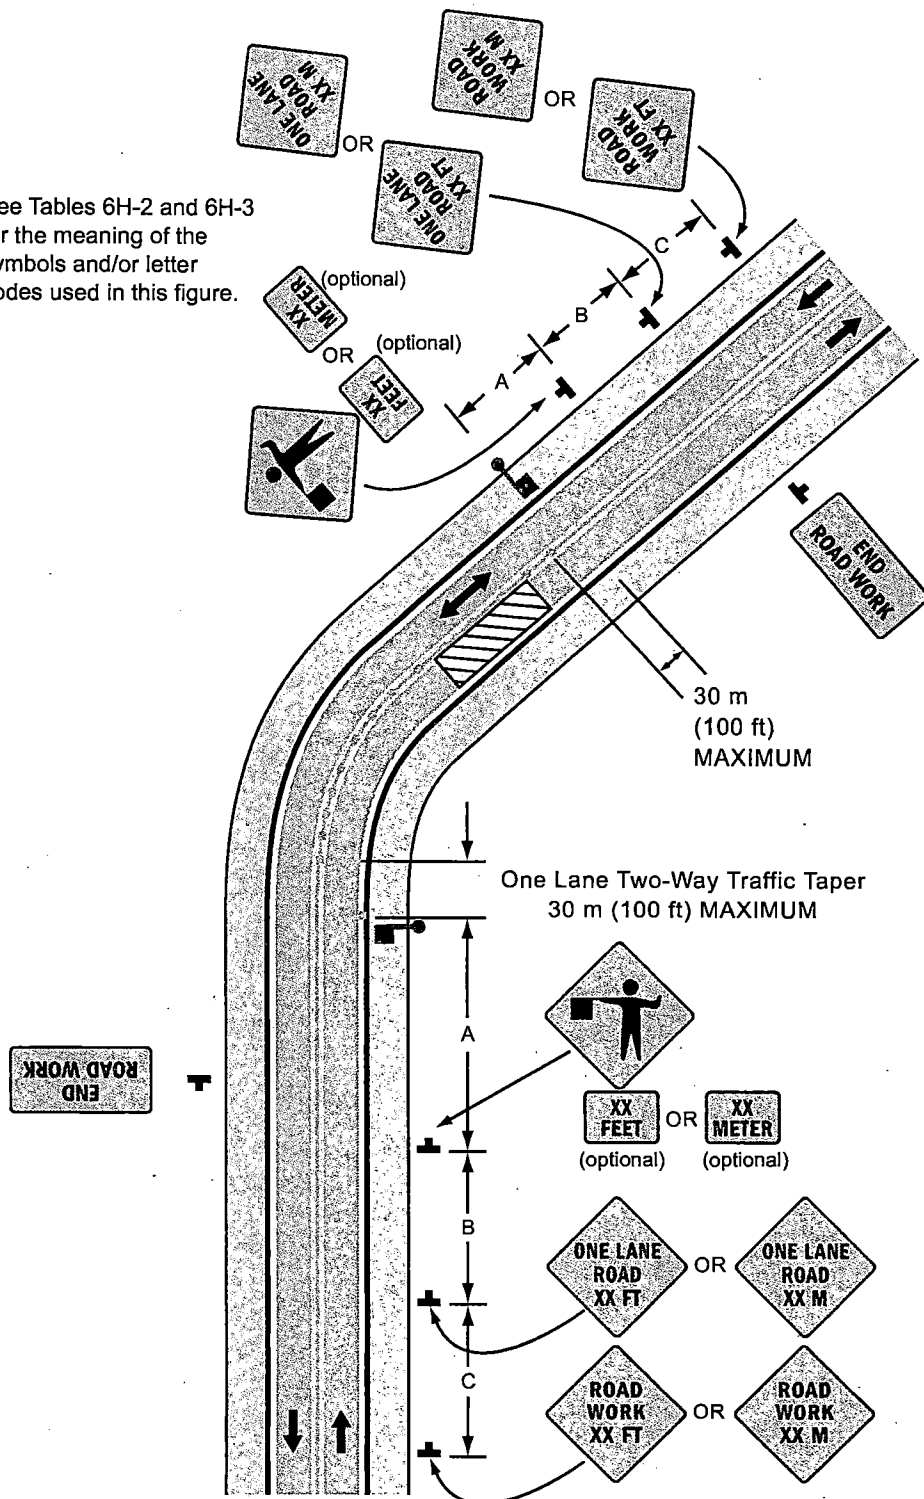 ONE LANE
ROAD
XX M
OR
ONE LANE
ROAD
XX FT
ROAD
WORK
XX M
OR
ROAD
WORK
XX FT
ee Tables 6H-2 and 6H-3
r the meaning of the
ymbols and/or letter
odes used in this figure.
XX
METER
(optional)
OR
XX
FEET
(optional)
A
B
C
END
ROAD WORK
30 m
(100 ft)
MAXIMUM
One Lane Two-Way Traffic Taper
30 m (100 ft) MAXIMUM
A
END
ROAD WORK
XX
FEET
(optional)
OR
XX
METER
(optional)
B
ONE LANE
ROAD
XX FT
OR
ONE LANE
ROAD
XX M
C
ROAD
WORK
XX FT
OR
ROAD
WORK
XX M